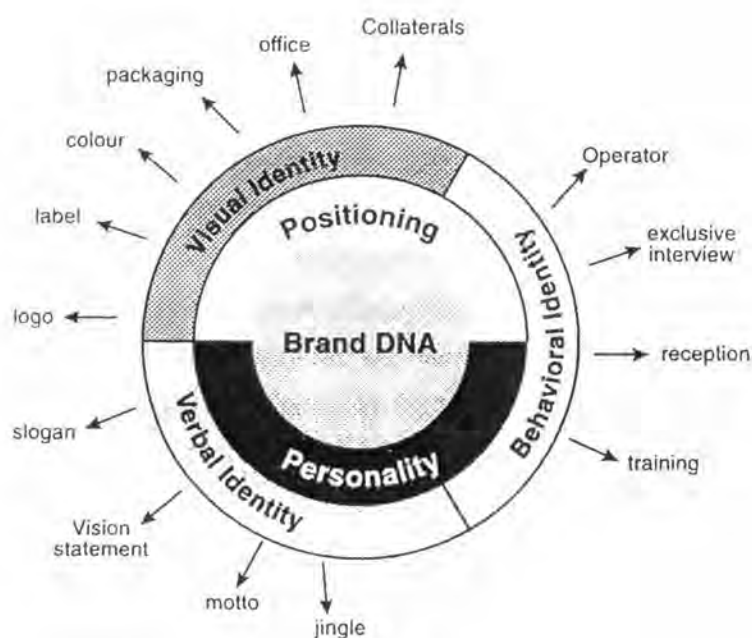 Collaterals
office
packaging
colour
label
logo
slogan
Vision
statement
motto
jingle
Operator
exclusive
interview
reception
training
Visual Identity
Behavioral Identity
Verbal Identity
Positioning
Brand DNA
Personality